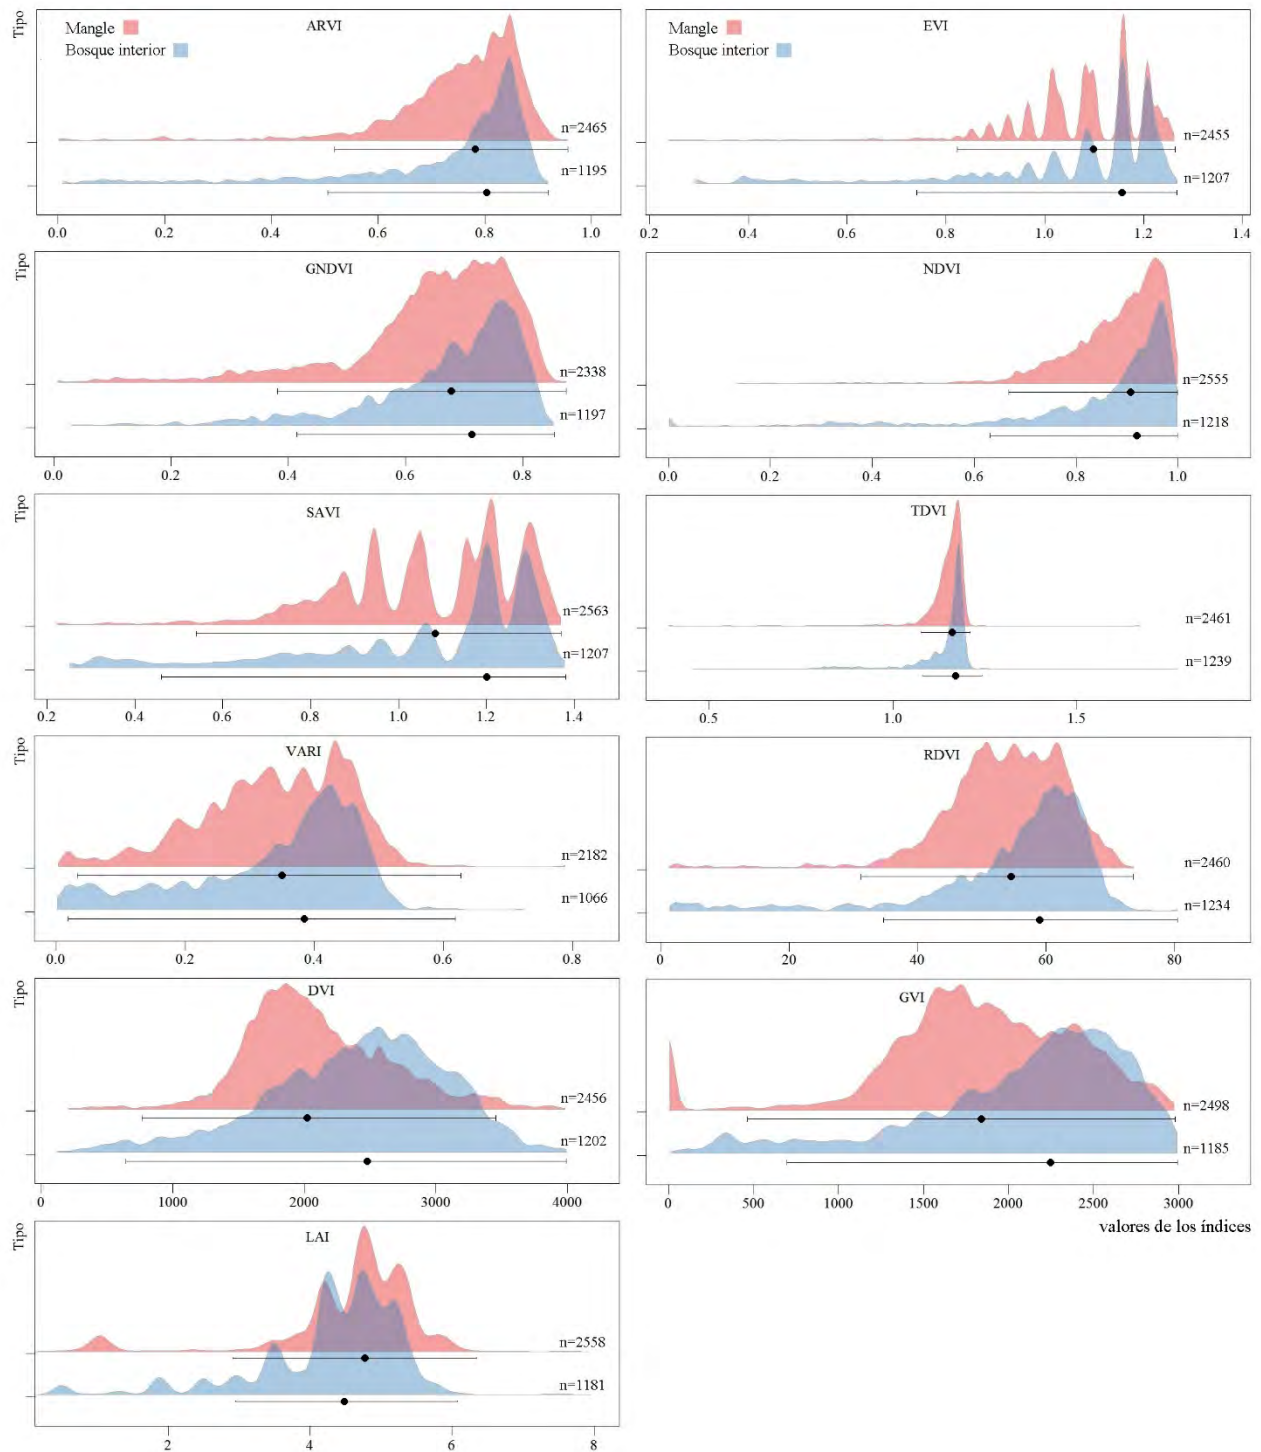 Tipo
ARVI
Mangle
Bosque interior
n=2465
n=1195
0.0 0.2 0.4 0.6 0.8 1.0
EVI
Mangle
Bosque interior
n=2455
n=1207
0.2 0.4 0.6 0.8 1.0 1.2 1.4
Tipo
GNDVI
n=2338
n=1197
0.0 0.2 0.4 0.6 0.8
NDVI
n=2555
n=1218
0.0 0.2 0.4 0.6 0.8 1.0
Tipo
SAVI
n=2563
n=1207
0.2 0.4 0.6 0.8 1.0 1.2 1.4
TDVI
n=2461
n=1239
0.5 1.0 1.5
Tipo
VARI
n=2182
n=1066
0.0 0.2 0.4 0.6 0.8
RDVI
n=2460
n=1234
0 20 40 60 80
Tipo
DVI
n=2456
n=1202
0 1000 2000 3000 4000
GVI
n=2498
n=1185
0 500 1000 1500 2000 2500 3000
valores de los índices
Tipo
LAI
n=2558
n=1181
2 4 6 8